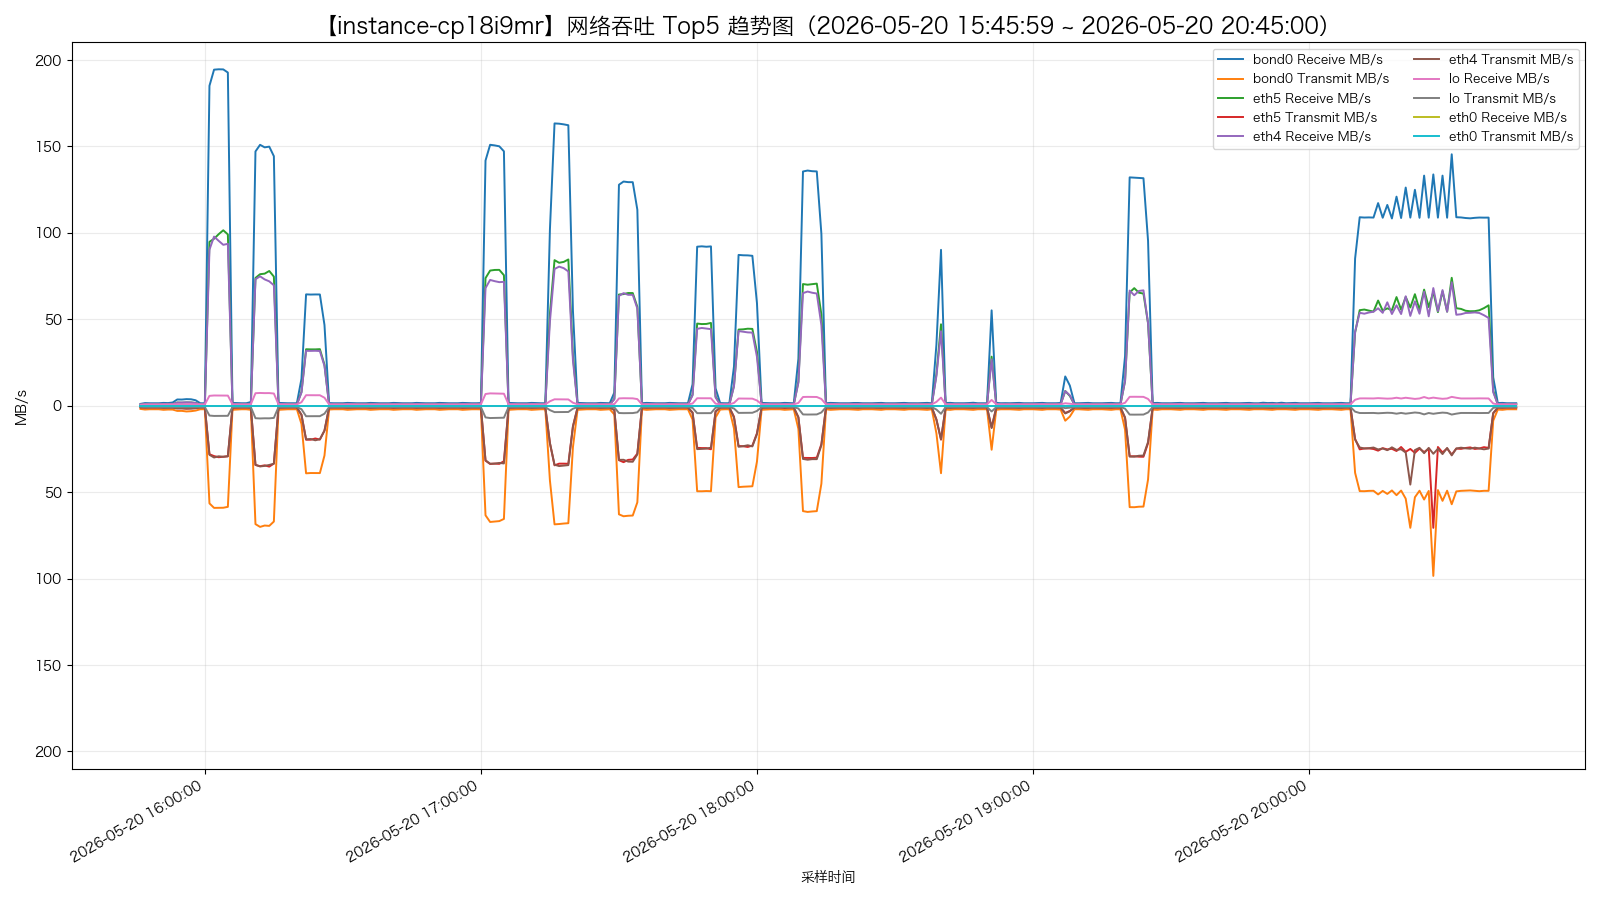 【instance-cp18i9mr】网络吞吐 Top5 趋势图（2026-05-20 15:45:59 ~ 2026-05-20 20:45:00）
bond0 Receive MB/s
bond0 Transmit MB/s
eth5 Receive MB/s
eth5 Transmit MB/s
eth4 Receive MB/s
eth4 Transmit MB/s
lo Receive MB/s
lo Transmit MB/s
eth0 Receive MB/s
eth0 Transmit MB/s
MB/s
200
150
100
50
0
50
100
150
200
2026-05-20 16:00:00
2026-05-20 17:00:00
2026-05-20 18:00:00
2026-05-20 19:00:00
2026-05-20 20:00:00
采样时间